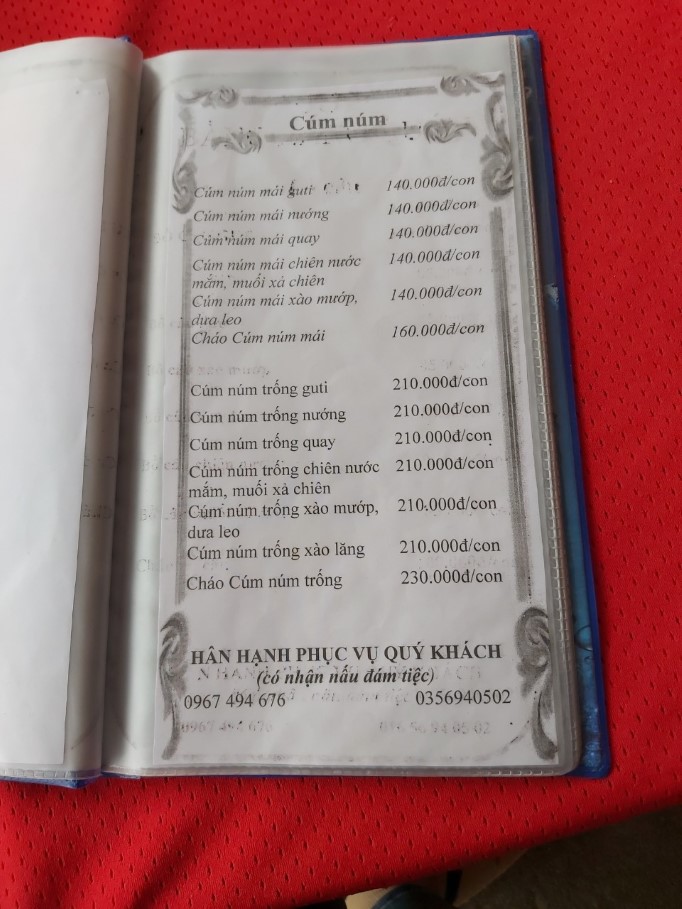 Cúm núm
Cúm núm mái guti 140.000đ/con
Cúm núm mái nướng 140.000đ/con
Cúm núm mái quay 140.000đ/con
Cúm núm mái chiên nước 140.000đ/con
mắm, muối xả chiên
Cúm núm mái xào mướp, 140.000đ/con
dưa leo
Cháo Cúm núm mái 160.000đ/con
Cúm núm trống guti 210.000đ/con
Cúm núm trống nướng 210.000đ/con
Cúm núm trống quay 210.000đ/con
Cúm núm trống chiên nước 210.000đ/con
mắm, muối xả chiên
Cúm núm trống xào mướp, 210.000đ/con
dưa leo
Cúm núm trống xào lăng 210.000đ/con
Cháo Cúm núm trống 230.000đ/con
HÂN HẠNH PHỤC VỤ QUÝ KHÁCH
(có nhận nấu đám tiệc)
0967 494 676 0356940502